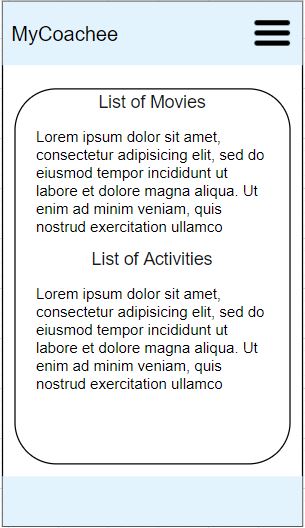 MyCoachee
List of Movies
Lorem ipsum dolor sit amet,
consectetur adipisicing elit, sed do
eiusmod tempor incididunt ut
labore et dolore magna aliqua. Ut
enim ad minim veniam, quis
nostrud exercitation ullamco
List of Activities
Lorem ipsum dolor sit amet,
consectetur adipisicing elit, sed do
eiusmod tempor incididunt ut
labore et dolore magna aliqua. Ut
enim ad minim veniam, quis
nostrud exercitation ullamco